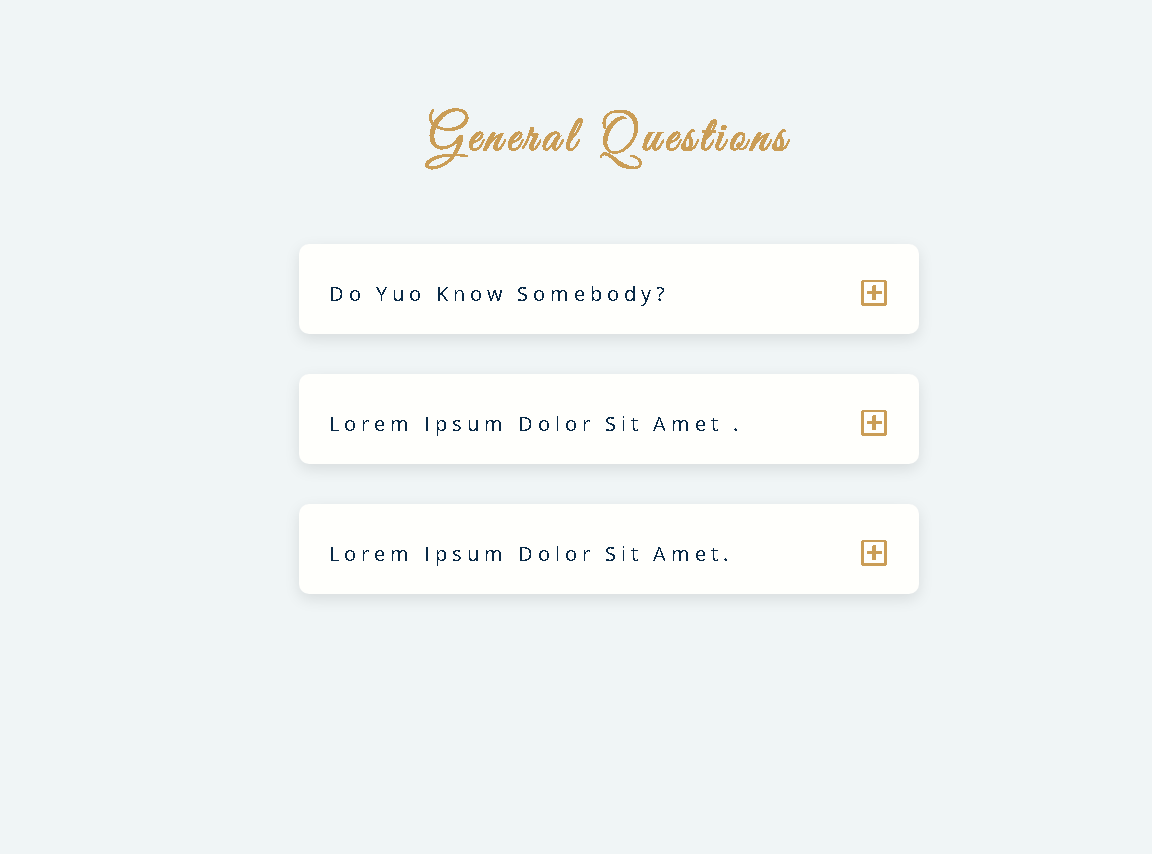 General Questions
Do Yuo Know Somebody?
Lorem Ipsum Dolor Sit Amet .
Lorem Ipsum Dolor Sit Amet.